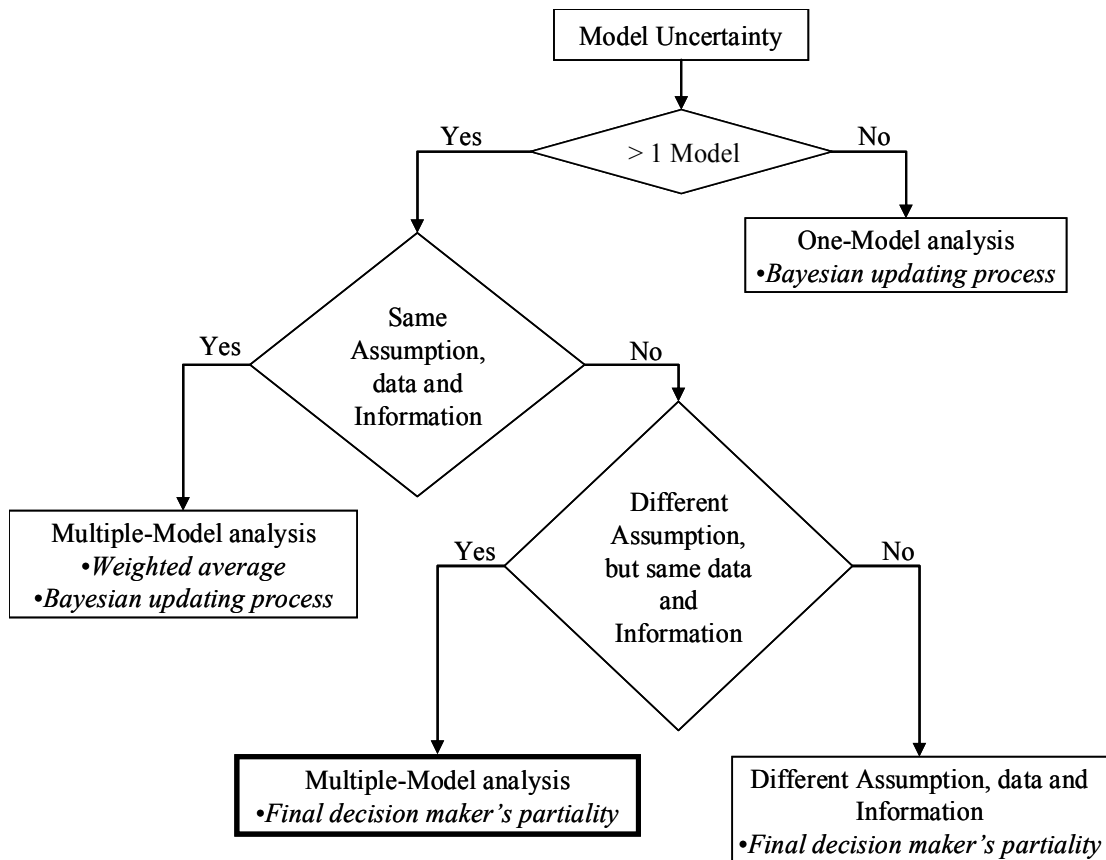 Model Uncertainty
Yes
> 1 Model
No
One-Model analysis
•Bayesian updating process
Yes
Same
Assumption,
data and
Information
No
Multiple-Model analysis
•Weighted average
•Bayesian updating process
Yes
Different
Assumption,
but same data
and
Information
No
Multiple-Model analysis
•Final decision maker’s partiality
Different Assumption, data and
Information
•Final decision maker’s partiality